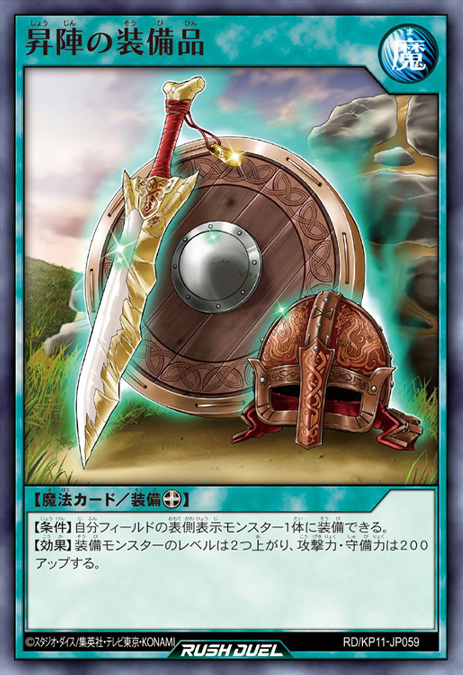 昇陣の装備品
魔
【魔法カード/装備】
【条件】自分フィールドの表側表示モンスター1体に装備できる。
【効果】装備モンスターのレベルは2つ上がり、攻撃力・守備力は200
アップする。
©スタジオ・ダイス/集英社・テレビ東京・KONAMI
RUSH DUEL
RD/KP11-JP059